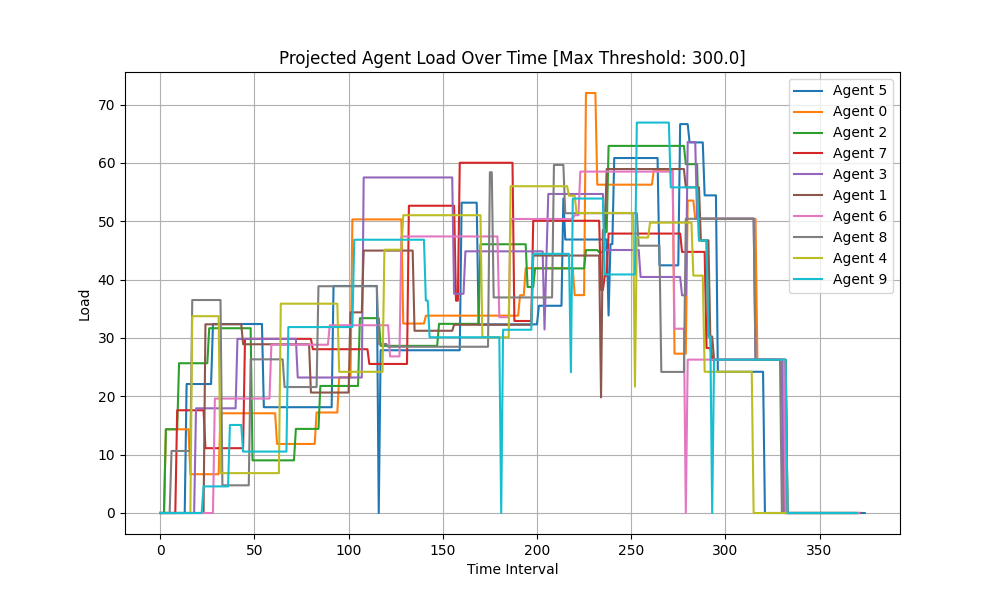 Projected Agent Load Over Time [Max Threshold: 300.0]
Load
70
60
50
40
30
20
10
0
0 50 100 150 200 250 300 350
Time Interval
Agent 5
Agent 0
Agent 2
Agent 7
Agent 3
Agent 1
Agent 6
Agent 8
Agent 4
Agent 9